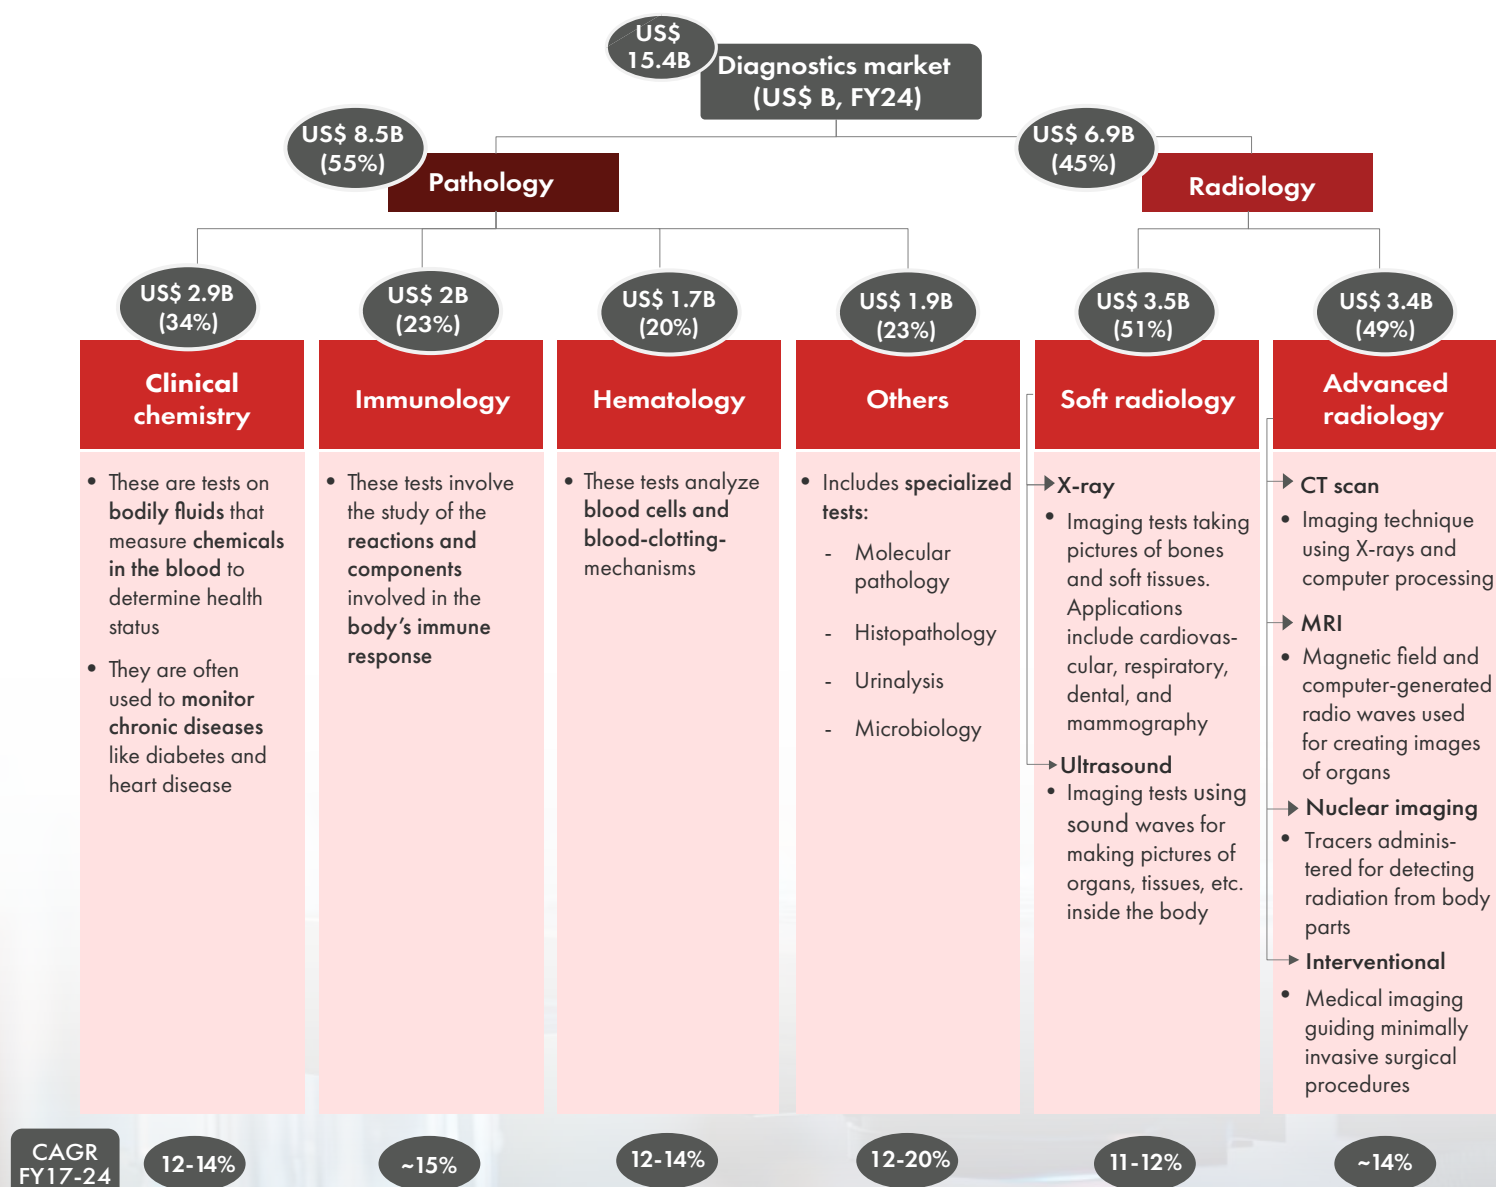 US$
15.4B
Diagnostics market
(US$ B, FY24)
US$ 8.5B
(55%)
Pathology
US$ 6.9B
(45%)
Radiology
US$ 2.9B
(34%)
US$ 2B
(23%)
US$ 1.7B
(20%)
US$ 1.9B
(23%)
US$ 3.5B
(51%)
US$ 3.4B
(49%)
Clinical
chemistry
Immunology
Hematology
Others
Soft radiology
Advanced
radiology
• These are tests on
bodily fluids that
measure chemicals
in the blood to
determine health
status
• They are often
used to monitor
chronic diseases
like diabetes and
heart disease
• These tests involve
the study of the
reactions and
components
involved in the
body’s immune
response
• These tests analyze
blood cells and
blood-clotting-
mechanisms
• Includes specialized
tests:
- Molecular
pathology
- Histopathology
- Urinalysis
- Microbiology
X-ray
• Imaging tests taking
pictures of bones
and soft tissues.
Applications
include cardiovas-
cular, respiratory,
dental, and
mammography
Ultrasound
• Imaging tests using
sound waves for
making pictures of
organs, tissues, etc.
inside the body
CT scan
• Imaging technique
using X-rays and
computer processing
MRI
• Magnetic field and
computer-generated
radio waves used
for creating images
of organs
Nuclear imaging
• Tracers adminis-
tered for detecting
radiation from body
parts
Interventional
• Medical imaging
guiding minimally
invasive surgical
procedures
CAGR
FY17-24
12-14%
~15%
12-14%
12-20%
11-12%
~14%